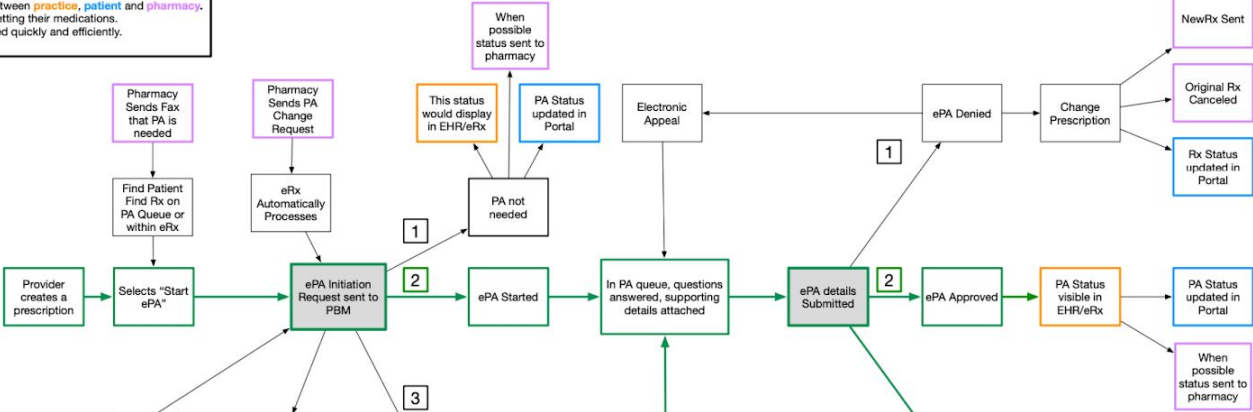 tween practice, patient and pharmacy.
etting their medications.
ed quickly and efficiently.
When
possible
status sent to
pharmacy
NewRx Sent
Pharmacy
Sends Fax
that PA is
needed
Pharmacy
Sends PA
Change
Request
This status
would display
in EHR/eRx
PA Status
updated in
Portal
Electronic
Appeal
ePA Denied
Change
Prescription
Original Rx
Canceled
1
Rx Status
updated in
Portal
Find Patient
Find Rx on
PA Queue or
within eRx
eRx
Automatically
Processes
PA not
needed
1
Provider
creates a
prescription
Selects "Start
ePA"
ePA Initiation
Request sent to
PBM
2
ePA Started
In PA queue, questions
answered, supporting
details attached
ePA details
Submitted
2
ePA Approved
PA Status
visible in
EHR/eRx
PA Status
updated in
Portal
When
possible
status sent to
pharmacy
3